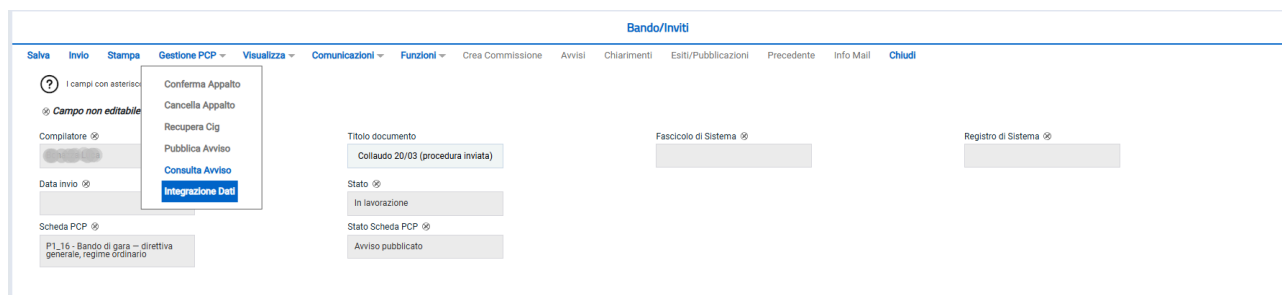 Bando/Inviti
Salva Invio Stampa Gestione PCP Visualizza Comunicazioni Funzioni Crea Commissione Avvisi Chiarimenti Esiti/Pubblicazioni Precedente Info Mail Chiudi
? I campi con asterisc
Conferma Appalto
Cancella Appalto
Recupera Cig
Pubblica Avviso
Consulta Avviso
Integrazione Dati
Campo non editabile
Compilatore Titolo documento Fascicolo di Sistema Registro di Sistema
Collaudo 20/03 (procedura inviata)
Data invio Stato
In lavorazione
Scheda PCP Stato Scheda PCP
P1_16 - Bando di gara – direttiva
generale, regime ordinario
Avviso pubblicato